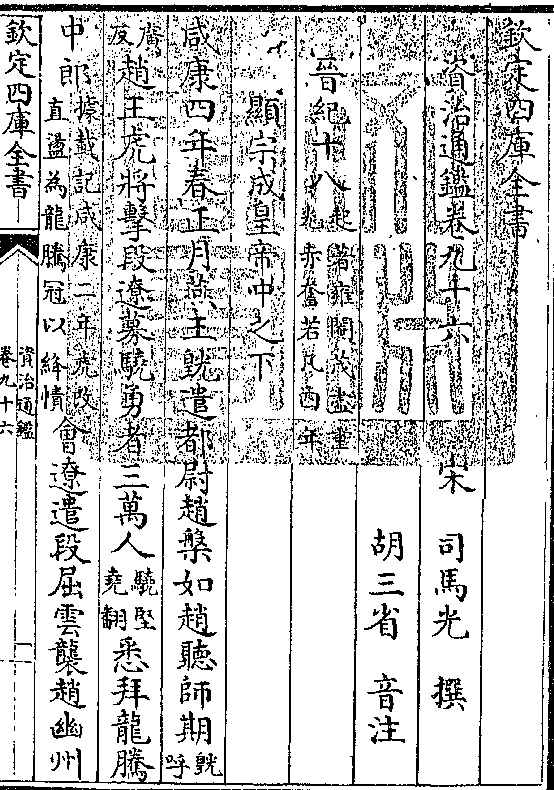 欽定四庫全書
資治通鑑卷九十六
宋 司馬光 撰
胡三省 音注
晉紀十八起著雍閹茂盡重光赤奮若凡四年
顯宗成皇帝中之下
咸康四年春正月燕王皝遣都尉趙槃如趙聽師期皝呼
廣反趙王虎將擊段遼募驍勇者三萬人驍堅堯翻悉拜龍騰
中郎據載記咸康二年虎改直盪為龍騰冠以絳幘會遼遣段屈雲襲趙幽州
欽定四庫全書
資治通鑑
卷九十六
一